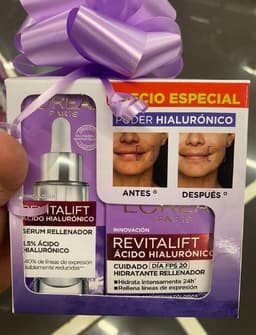 PRECIO ESPECIAL
PODER HIALURÓNICO
ANTES
DESPUÉS
L'ORÉAL
PARIS
REVITALIFT
ÁCIDO HIALURÓNICO
SÉRUM RELLENADOR
1.5% ÁCIDO
HIALURÓNICO
INNOVACIÓN
REVITALIFT
ÁCIDO HIALURÓNICO
CUIDADO DÍA FPS 20
HIDRATANTE RELLENADOR
Hidrata intensamente 24h
Rellena líneas de expresión